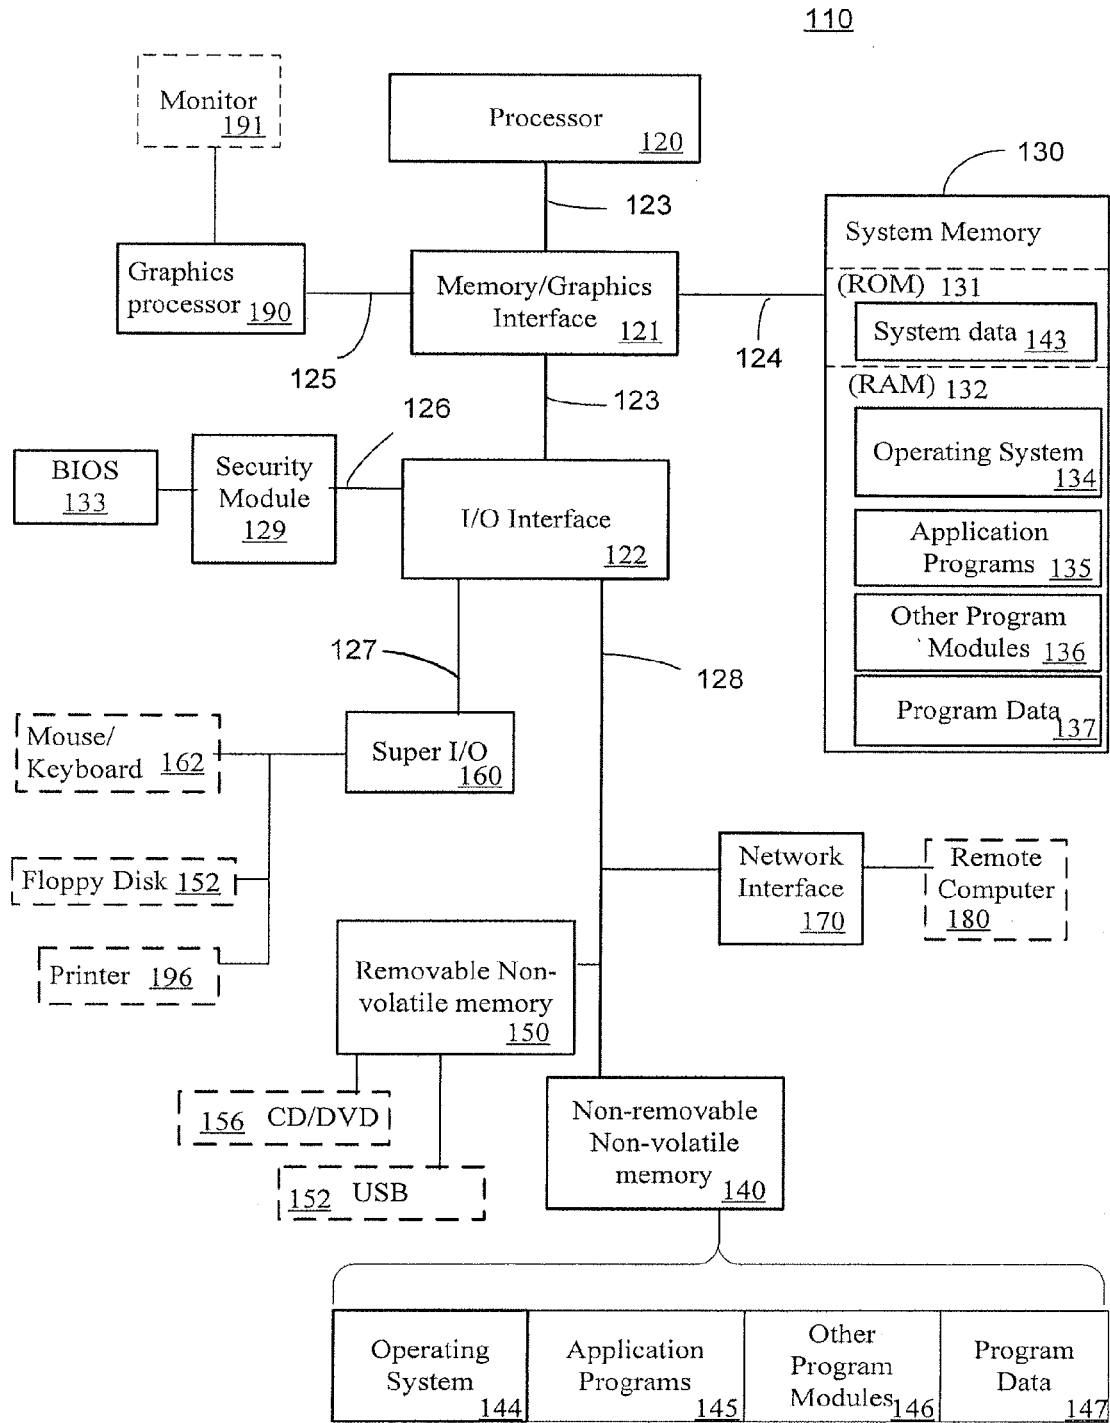 110
Monitor
191
Processor
120
130
123
System Memory
Graphics
processor 190
Memory/Graphics
Interface 121
(ROM) 131
System data 143
125
124
(RAM) 132
123
126
Operating System
134
BIOS
133
Security
Module
129
I/O Interface
122
Application
Programs 135
Other Program
Modules 136
127
128
Program Data 137
Mouse/
Keyboard 162
Super I/O
160
Floppy Disk 152
Network
Interface
170
Remote
Computer
180
Printer 196
Removable Non-
volatile memory
150
156 CD/DVD
Non-removable
Non-volatile
memory 140
152 USB
Operating
System 144
Application
Programs 145
Other
Program
Modules 146
Program
Data 147